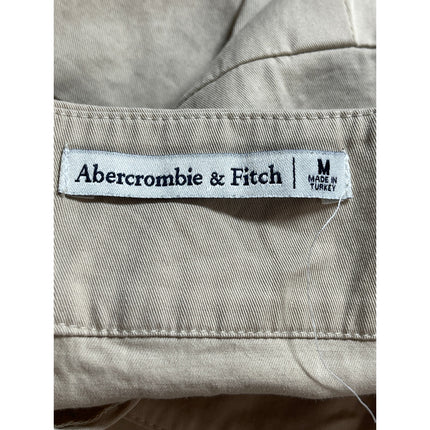 Abercrombie & Fitch | M
MADE IN
TURKEY